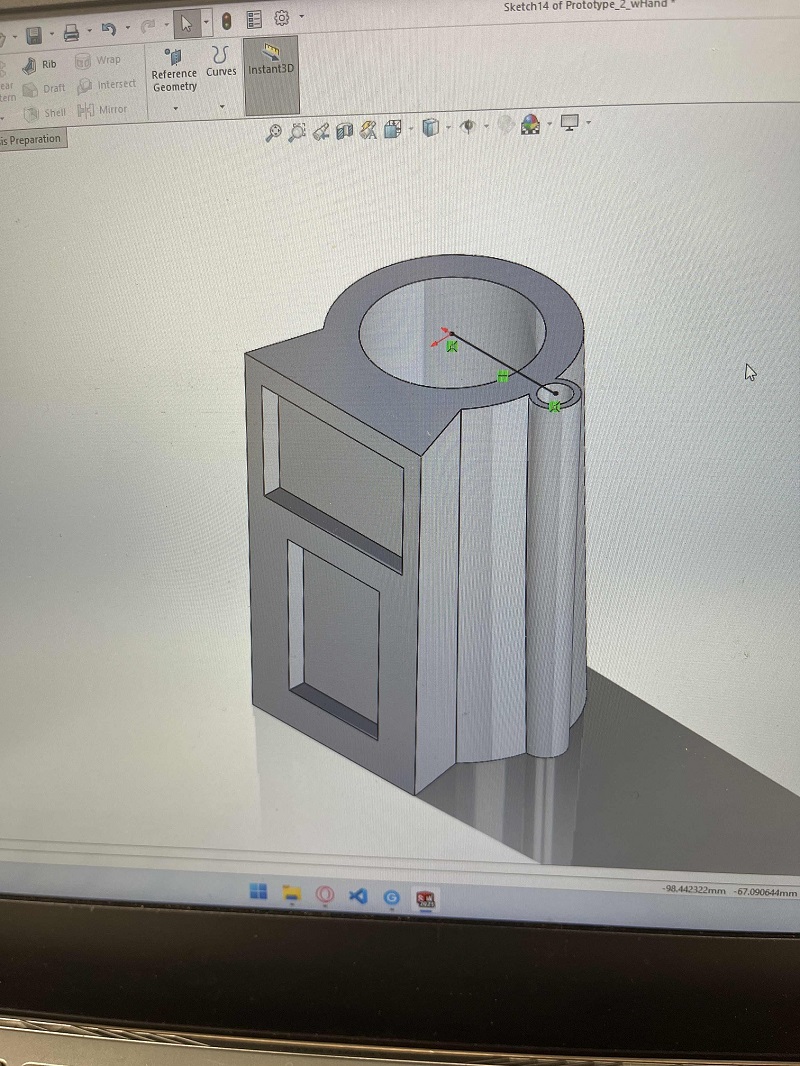 Sketch14 of Prototype_2_wHand *
Rib
Wrap
Reference
Geometry
Curves
Instant3D
ear
Draft
Intersect
tern
Shell
Mirror
is Preparation
-98.442322mm -67.090644mm